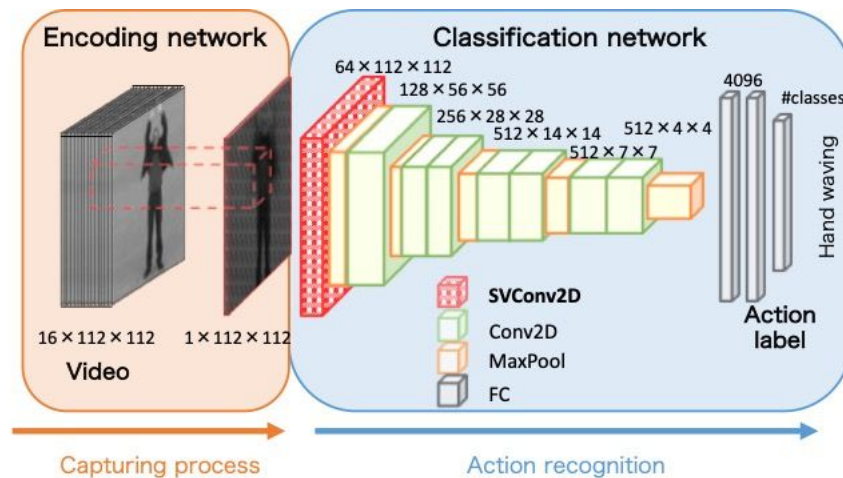 Encoding network
Classification network
64×112×112
128×56×56
256×28×28
512×14×14
512×7×7
512×4×4
4096
#classes
Hand waving
16×112×112
1×112×112
Video
SVConv2D
Conv2D
MaxPool
FC
Action
label
Capturing process
Action recognition